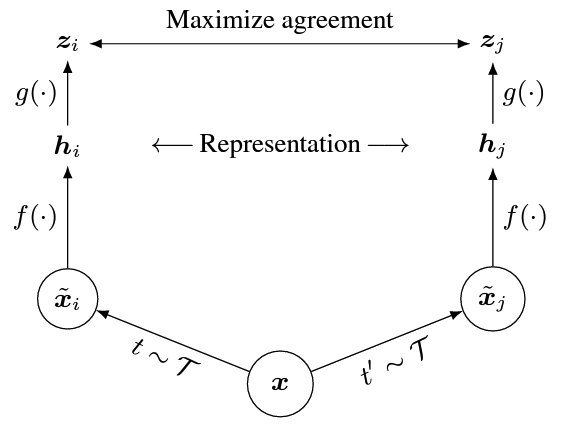 Maximize agreement
z_i z_j
g(·) g(·)
h_i ← Representation → h_j
f(·) f(·)
x̃_i x̃_j
t ~ 𝒯 t′ ~ 𝒯
x